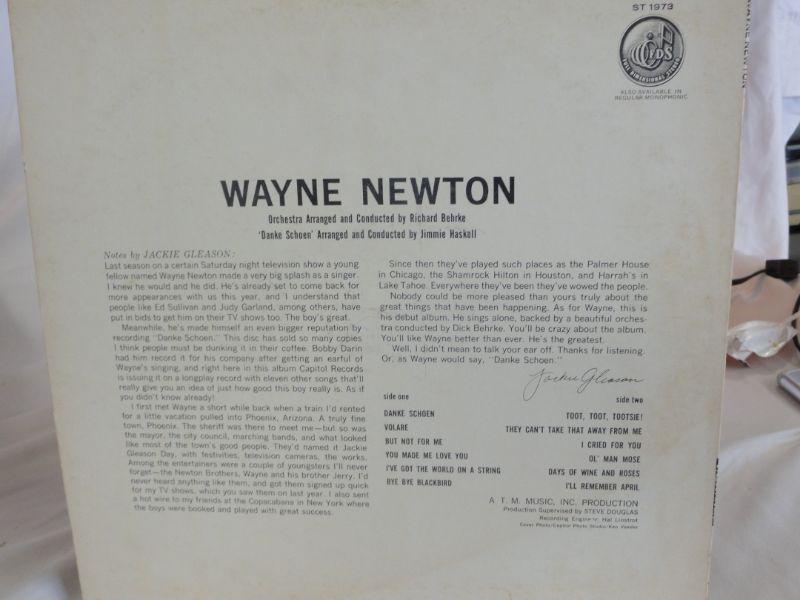 ST 1973
FDS
FULL DIMENSIONAL STEREO
ALSO AVAILABLE IN
REGULAR MONOPHONIC
WAYNE NEWTON
WAYNE NEWTON
Orchestra Arranged and Conducted by Richard Behrke
'Danke Schoen' Arranged and Conducted by Jimmie Haskell
Notes by JACKIE GLEASON:
Last season on a certain Saturday night television show a young
fellow named Wayne Newton made a very big splash as a singer.
I knew he would and he did. He's already set to come back for
more appearances with us this year, and I understand that
people like Ed Sullivan and Judy Garland, among others, have
put in bids to get him on their TV shows too. The boy's great.
Meanwhile, he's made himself an even bigger reputation by
recording "Danke Schoen." This disc has sold so many copies
I think people must be dunking it in their coffee. Bobby Darin
had him record it for his company after getting an earful of
Wayne's singing, and right here in this album Capitol Records
is issuing it on a longplay record with eleven other songs that'll
really give you an idea of just how good this boy really is. As if
you didn't know already!
I first met Wayne a short while back when a train I'd rented
for a little vacation pulled into Phoenix, Arizona. A truly fine
town, Phoenix. The sheriff was there to meet me—but so was
the mayor, the city council, marching bands, and what looked
like most of the town's good people. They'd named it Jackie
Gleason Day, with festivities, television cameras, the works.
Among the entertainers were a couple of youngsters I'll never
forget—the Newton Brothers, Wayne and his brother Jerry. I'd
never heard anything like them, and got them signed up quick
for my TV shows, which you saw them on last year. I also sent
a hot wire to my friends at the Copacabana in New York where
the boys were booked and played with great success.
Since then they've played such places as the Palmer House
in Chicago, the Shamrock Hilton in Houston, and Harrah's in
Lake Tahoe. Everywhere they've been they've wowed the people.
Nobody could be more pleased than yours truly about the
great things that have been happening. As for Wayne, this is
his debut album. He sings alone, backed by a beautiful orches-
tra conducted by Dick Behrke. You'll be crazy about the album.
You'll like Wayne better than ever. He's the greatest.
Well, I didn't mean to talk your ear off. Thanks for listening.
Or, as Wayne would say, "Danke Schoen."
Jackie Gleason
side one
DANKE SCHOEN
VOLARE
BUT NOT FOR ME
YOU MADE ME LOVE YOU
I'VE GOT THE WORLD ON A STRING
BYE BYE BLACKBIRD
side two
TOOT, TOOT, TOOTSIE!
THEY CAN'T TAKE THAT AWAY FROM ME
I CRIED FOR YOU
OL' MAN MOSE
DAYS OF WINE AND ROSES
I'LL REMEMBER APRIL
A. T. M. MUSIC, INC. PRODUCTION
Production Supervised by STEVE DOUGLAS
Recording Engineer: Hal Linstrot
Cover Photo/Capitol Photo Studio/Ken Veeder